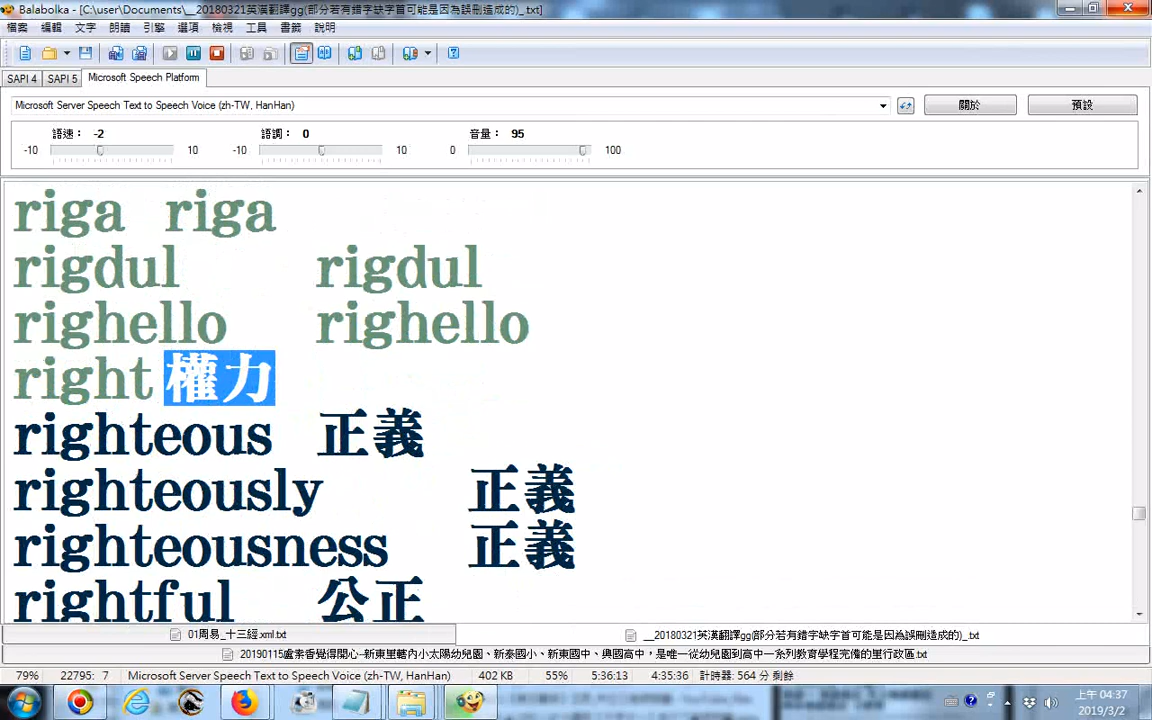 Balabolka - [C:\user\Documents\__20180321英漢翻譯gg(部分若有錯字缺字首可能是因為誤刪造成的)_.txt]
檔案 編輯 文字 朗讀 引擎 選項 檢視 工具 書籤 說明
SAPI 4 SAPI 5 Microsoft Speech Platform
Microsoft Server Speech Text to Speech Voice (zh-TW, HanHan) 關於 預設
語速： -2 語調： 0 音量： 95
-10 10 -10 10 0 100
riga riga
rigdul rigdul
righello righello
right 權力
righteous 正義
righteously 正義
righteousness 正義
rightful 公正
01周易_十三經.xml.txt __20180321英漢翻譯gg(部分若有錯字缺字首可能是因為誤刪造成的)_.txt
20190115盧素香覺得開心-新東里轄內小太陽幼兒園、新泰國小、新東國中、興國高中，是唯一從幼兒園到高中一系列教育學程完備的里行政區.txt
79% 22795: 7 Microsoft Server Speech Text to Speech Voice (zh-TW, HanHan) 402 KB 55% 5:36:13 4:35:36 計時器: 564 分 剩餘
上午 04:37
2019/3/2